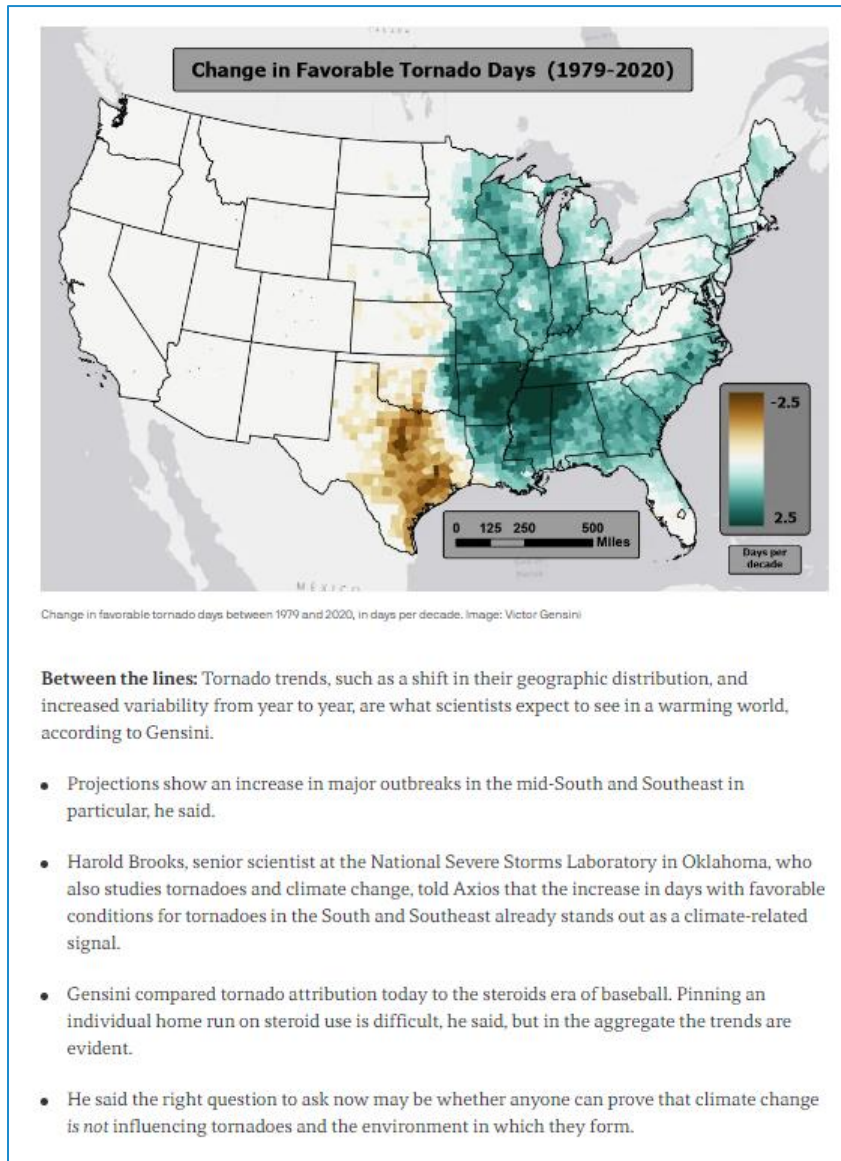 Change in Favorable Tornado Days (1979-2020)
-2.5
2.5
Days per
decade
0 125 250 500
Miles
MÉXICO
Change in favorable tornado days between 1979 and 2020, in days per decade. Image: Victor Gensini
Between the lines: Tornado trends, such as a shift in their geographic distribution, and
increased variability from year to year, are what scientists expect to see in a warming world,
according to Gensini.
• Projections show an increase in major outbreaks in the mid-South and Southeast in
particular, he said.
• Harold Brooks, senior scientist at the National Severe Storms Laboratory in Oklahoma, who
also studies tornadoes and climate change, told Axios that the increase in days with favorable
conditions for tornadoes in the South and Southeast already stands out as a climate-related
signal.
• Gensini compared tornado attribution today to the steroids era of baseball. Pinning an
individual home run on steroid use is difficult, he said, but in the aggregate the trends are
evident.
• He said the right question to ask now may be whether anyone can prove that climate change
is not influencing tornadoes and the environment in which they form.